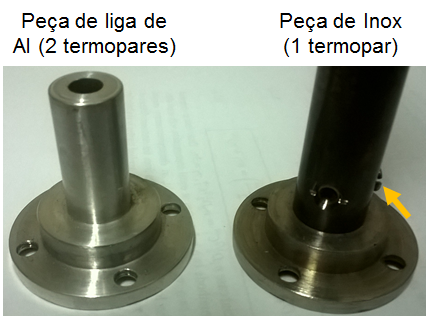 Peça de liga de
Al (2 termopares)
Peça de Inox
(1 termopar)